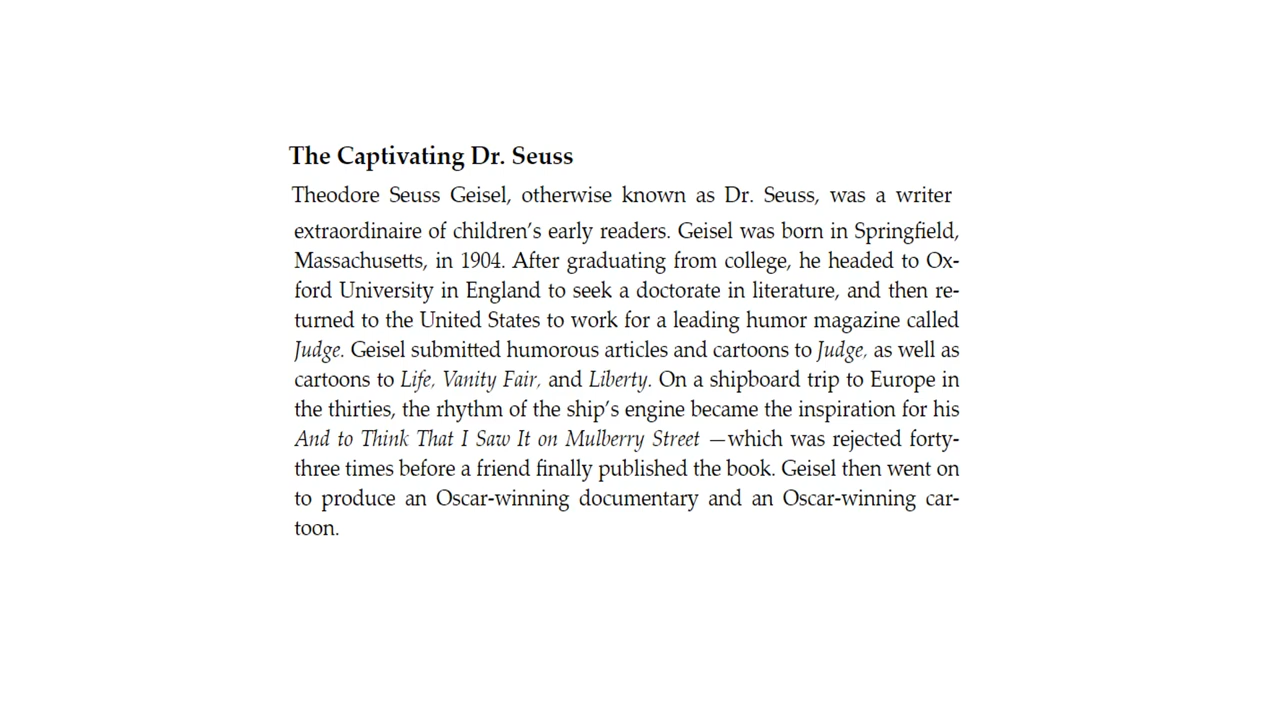 The Captivating Dr. Seuss
Theodore Seuss Geisel, otherwise known as Dr. Seuss, was a writer
extraordinaire of children’s early readers. Geisel was born in Springfield,
Massachusetts, in 1904. After graduating from college, he headed to Ox-
ford University in England to seek a doctorate in literature, and then re-
turned to the United States to work for a leading humor magazine called
Judge. Geisel submitted humorous articles and cartoons to Judge, as well as
cartoons to Life, Vanity Fair, and Liberty. On a shipboard trip to Europe in
the thirties, the rhythm of the ship’s engine became the inspiration for his
And to Think That I Saw It on Mulberry Street —which was rejected forty-
three times before a friend finally published the book. Geisel then went on
to produce an Oscar-winning documentary and an Oscar-winning car-
toon.